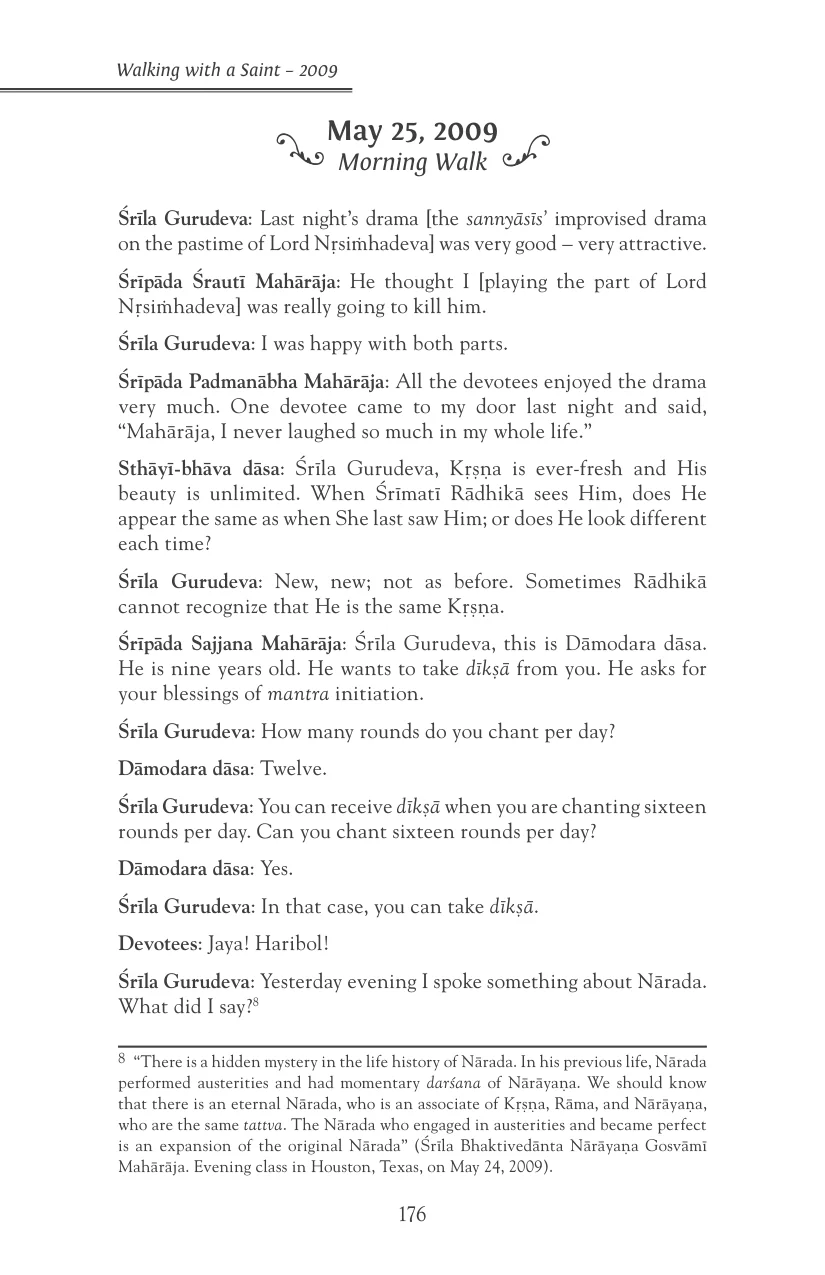 Walking with a Saint – 2009
May 25, 2009
Morning Walk
Śrīla Gurudeva: Last night’s drama [the sannyāsīs’ improvised drama
on the pastime of Lord Nṛsiṁhadeva] was very good – very attractive.
Śrīpāda Śrautī Mahārāja: He thought I [playing the part of Lord
Nṛsiṁhadeva] was really going to kill him.
Śrīla Gurudeva: I was happy with both parts.
Śrīpāda Padmanābha Mahārāja: All the devotees enjoyed the drama
very much. One devotee came to my door last night and said,
“Mahārāja, I never laughed so much in my whole life.”
Sthāyī-bhāva dāsa: Śrīla Gurudeva, Kṛṣṇa is ever-fresh and His
beauty is unlimited. When Śrīmatī Rādhikā sees Him, does He
appear the same as when She last saw Him; or does He look different
each time?
Śrīla Gurudeva: New, new; not as before. Sometimes Rādhikā
cannot recognize that He is the same Kṛṣṇa.
Śrīpāda Sajjana Mahārāja: Śrīla Gurudeva, this is Dāmodara dāsa.
He is nine years old. He wants to take dīkṣā from you. He asks for
your blessings of mantra initiation.
Śrīla Gurudeva: How many rounds do you chant per day?
Dāmodara dāsa: Twelve.
Śrīla Gurudeva: You can receive dīkṣā when you are chanting sixteen
rounds per day. Can you chant sixteen rounds per day?
Dāmodara dāsa: Yes.
Śrīla Gurudeva: In that case, you can take dīkṣā.
Devotees: Jaya! Haribol!
Śrīla Gurudeva: Yesterday evening I spoke something about Nārada.
What did I say?8
8 “There is a hidden mystery in the life history of Nārada. In his previous life, Nārada
performed austerities and had momentary darśana of Nārāyaṇa. We should know
that there is an eternal Nārada, who is an associate of Kṛṣṇa, Rāma, and Nārāyaṇa,
who are the same tattva. The Nārada who engaged in austerities and became perfect
is an expansion of the original Nārada” (Śrīla Bhaktivedānta Nārāyaṇa Gosvāmī
Mahārāja. Evening class in Houston, Texas, on May 24, 2009).
176